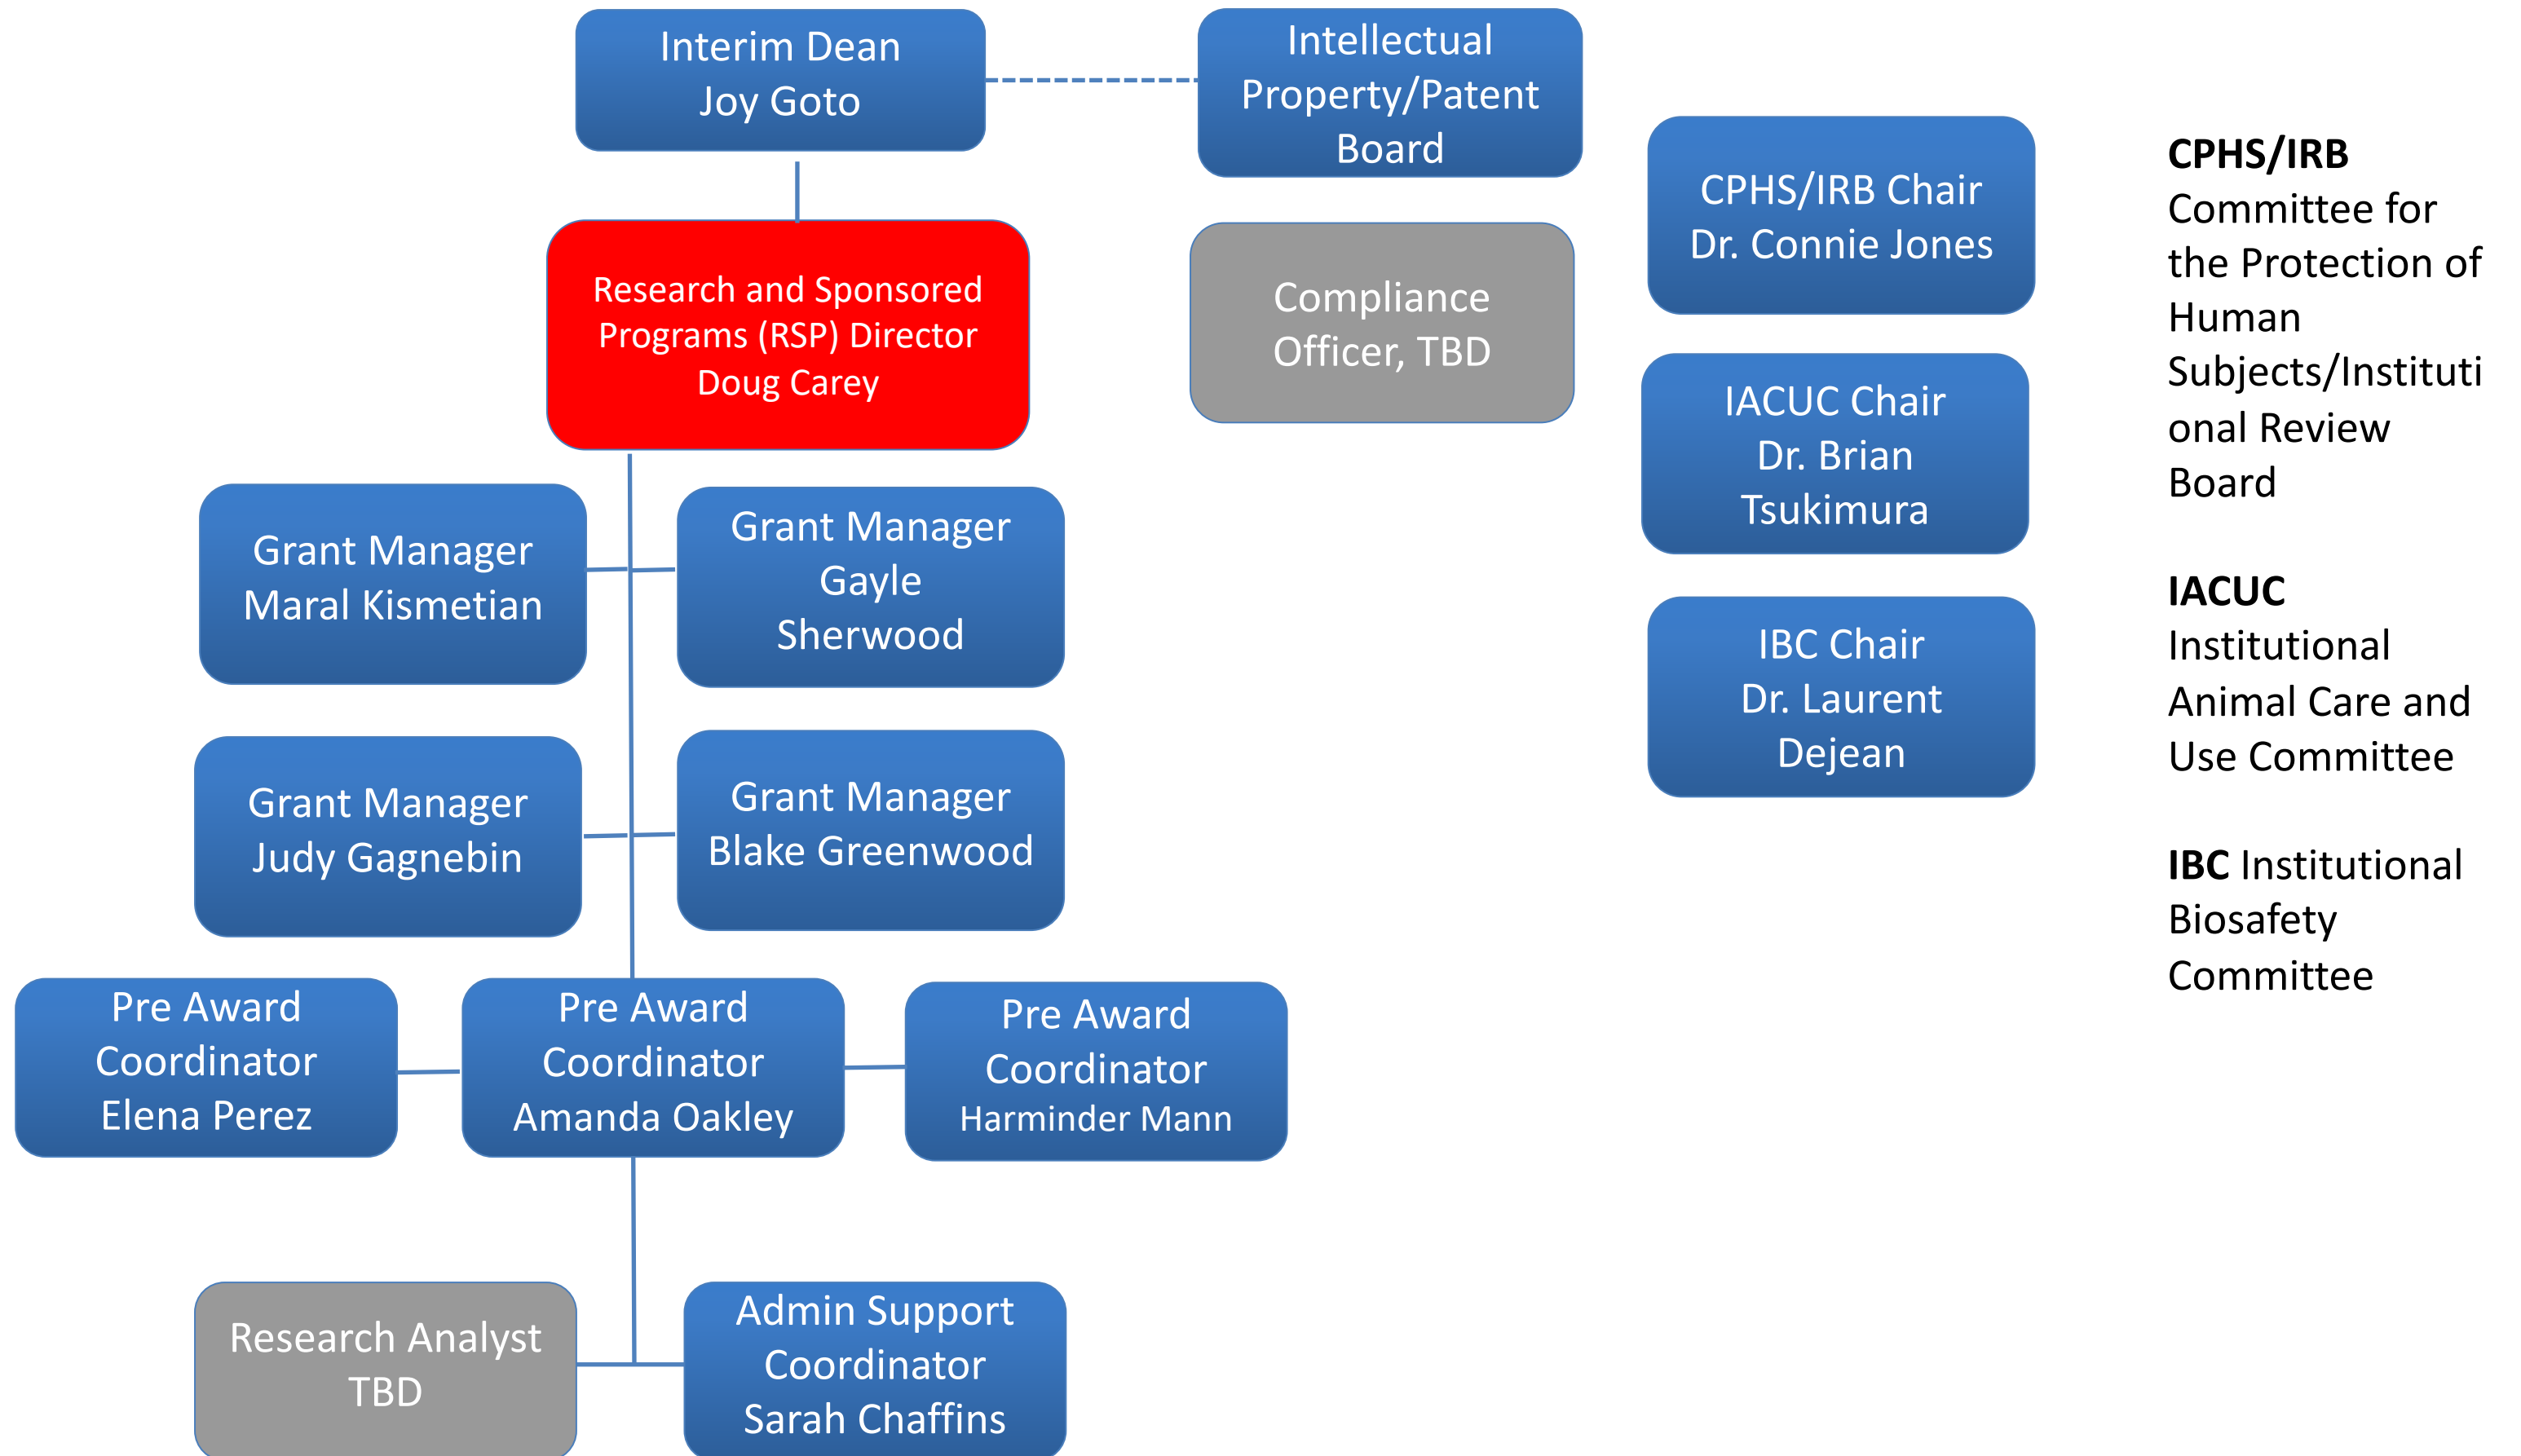 Interim Dean
Joy Goto
Intellectual
Property/Patent
Board
Research and Sponsored
Programs (RSP) Director
Doug Carey
Compliance
Officer, TBD
CPHS/IRB Chair
Dr. Connie Jones
IACUC Chair
Dr. Brian
Tsukimura
IBC Chair
Dr. Laurent
Dejean
Grant Manager
Maral Kismetian
Grant Manager
Gayle
Sherwood
Grant Manager
Judy Gagnebin
Grant Manager
Blake Greenwood
Pre Award
Coordinator
Elena Perez
Pre Award
Coordinator
Amanda Oakley
Pre Award
Coordinator
Harminder Mann
Research Analyst
TBD
Admin Support
Coordinator
Sarah Chaffins
CPHS/IRB
Committee for
the Protection of
Human
Subjects/Instituti
onal Review
Board
IACUC
Institutional
Animal Care and
Use Committee
IBC Institutional
Biosafety
Committee